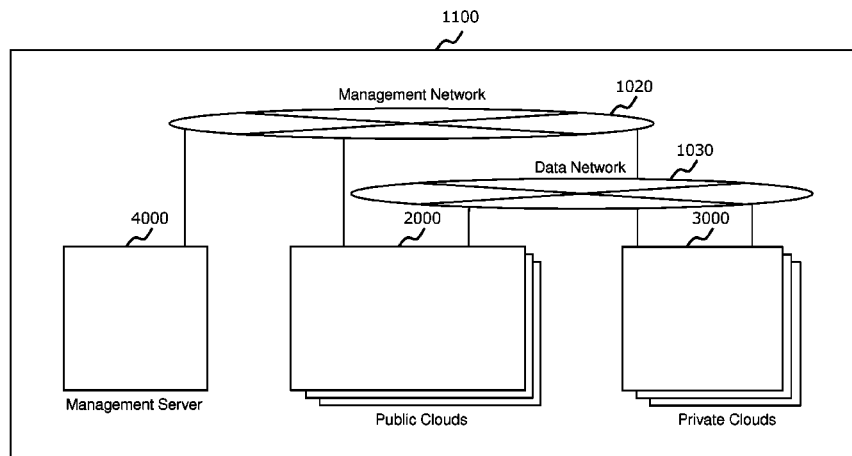 1100
Management Network
1020
Data Network
1030
4000
2000
3000
Management Server
Public Clouds
Private Clouds